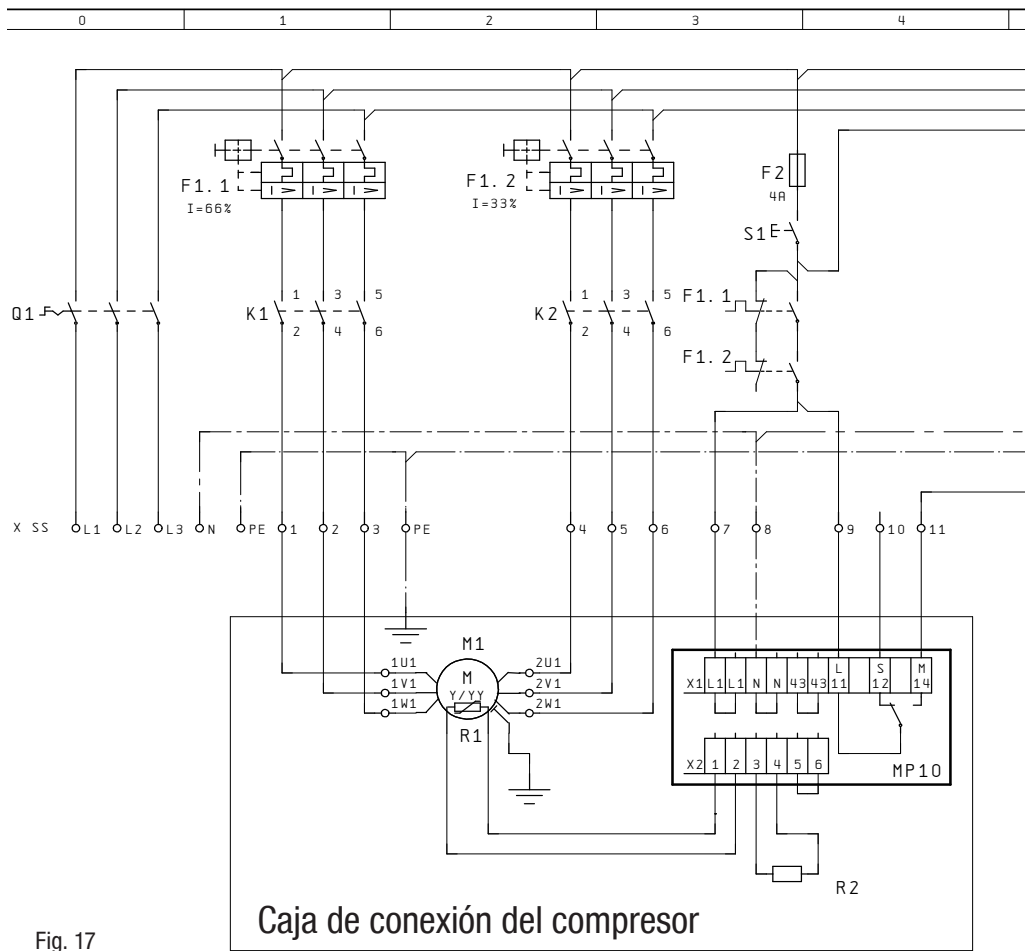 0 1 2 3 4
F1.1
I=66%
F1.2
I=33%
F2
4A
S1
Q1
K1
1 3 5
2 4 6
K2
1 3 5
2 4 6
F1.1
F1.2
X SS L1 L2 L3 N PE 1 2 3 PE 4 5 6 7 8 9 10 11
M1
1U1
1V1
1W1
M
Y/YY
R1
2U1
2V1
2W1
L S M
X1 L1 L1 N N 43 43 11 12 14
X2 1 2 3 4 5 6
MP10
R2
Caja de conexión del compresor
Fig. 17